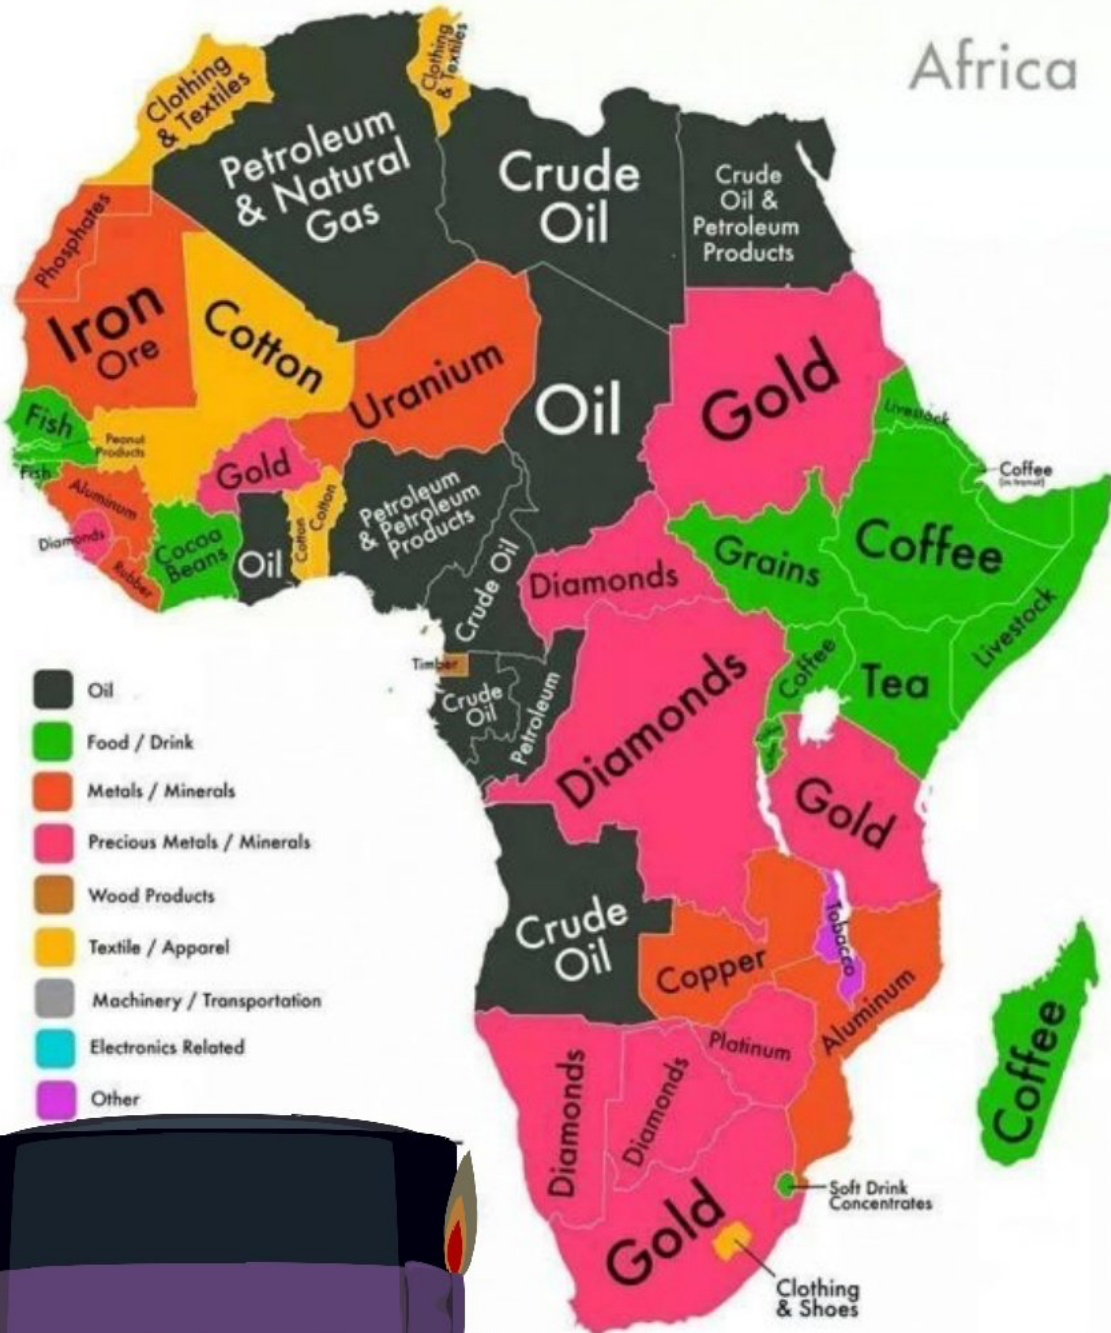 Africa
Clothing
& Textiles
Clothing
& Textiles
Petroleum
& Natural
Gas
Crude
Oil
Crude
Oil &
Petroleum
Products
Phosphates
Iron
Ore
Cotton
Uranium
Oil
Gold
Livestock
Fish
Peanut
Products
Fish
Gold
Coffee
(in transit)
Aluminum
Diamonds
Rubber
Cocoa
Beans
Oil
Cotton
Cotton
Petroleum
& Petroleum
Products
Crude Oil
Diamonds
Grains
Coffee
Livestock
Timber
Crude
Oil
Petroleum
Diamonds
Coffee
Tea
Gold
Oil
Food / Drink
Metals / Minerals
Precious Metals / Minerals
Wood Products
Textile / Apparel
Machinery / Transportation
Electronics Related
Other
Crude
Oil
Copper
Tobacco
Aluminum
Platinum
Coffee
Diamonds
Diamonds
Soft Drink
Concentrates
Gold
Clothing
& Shoes